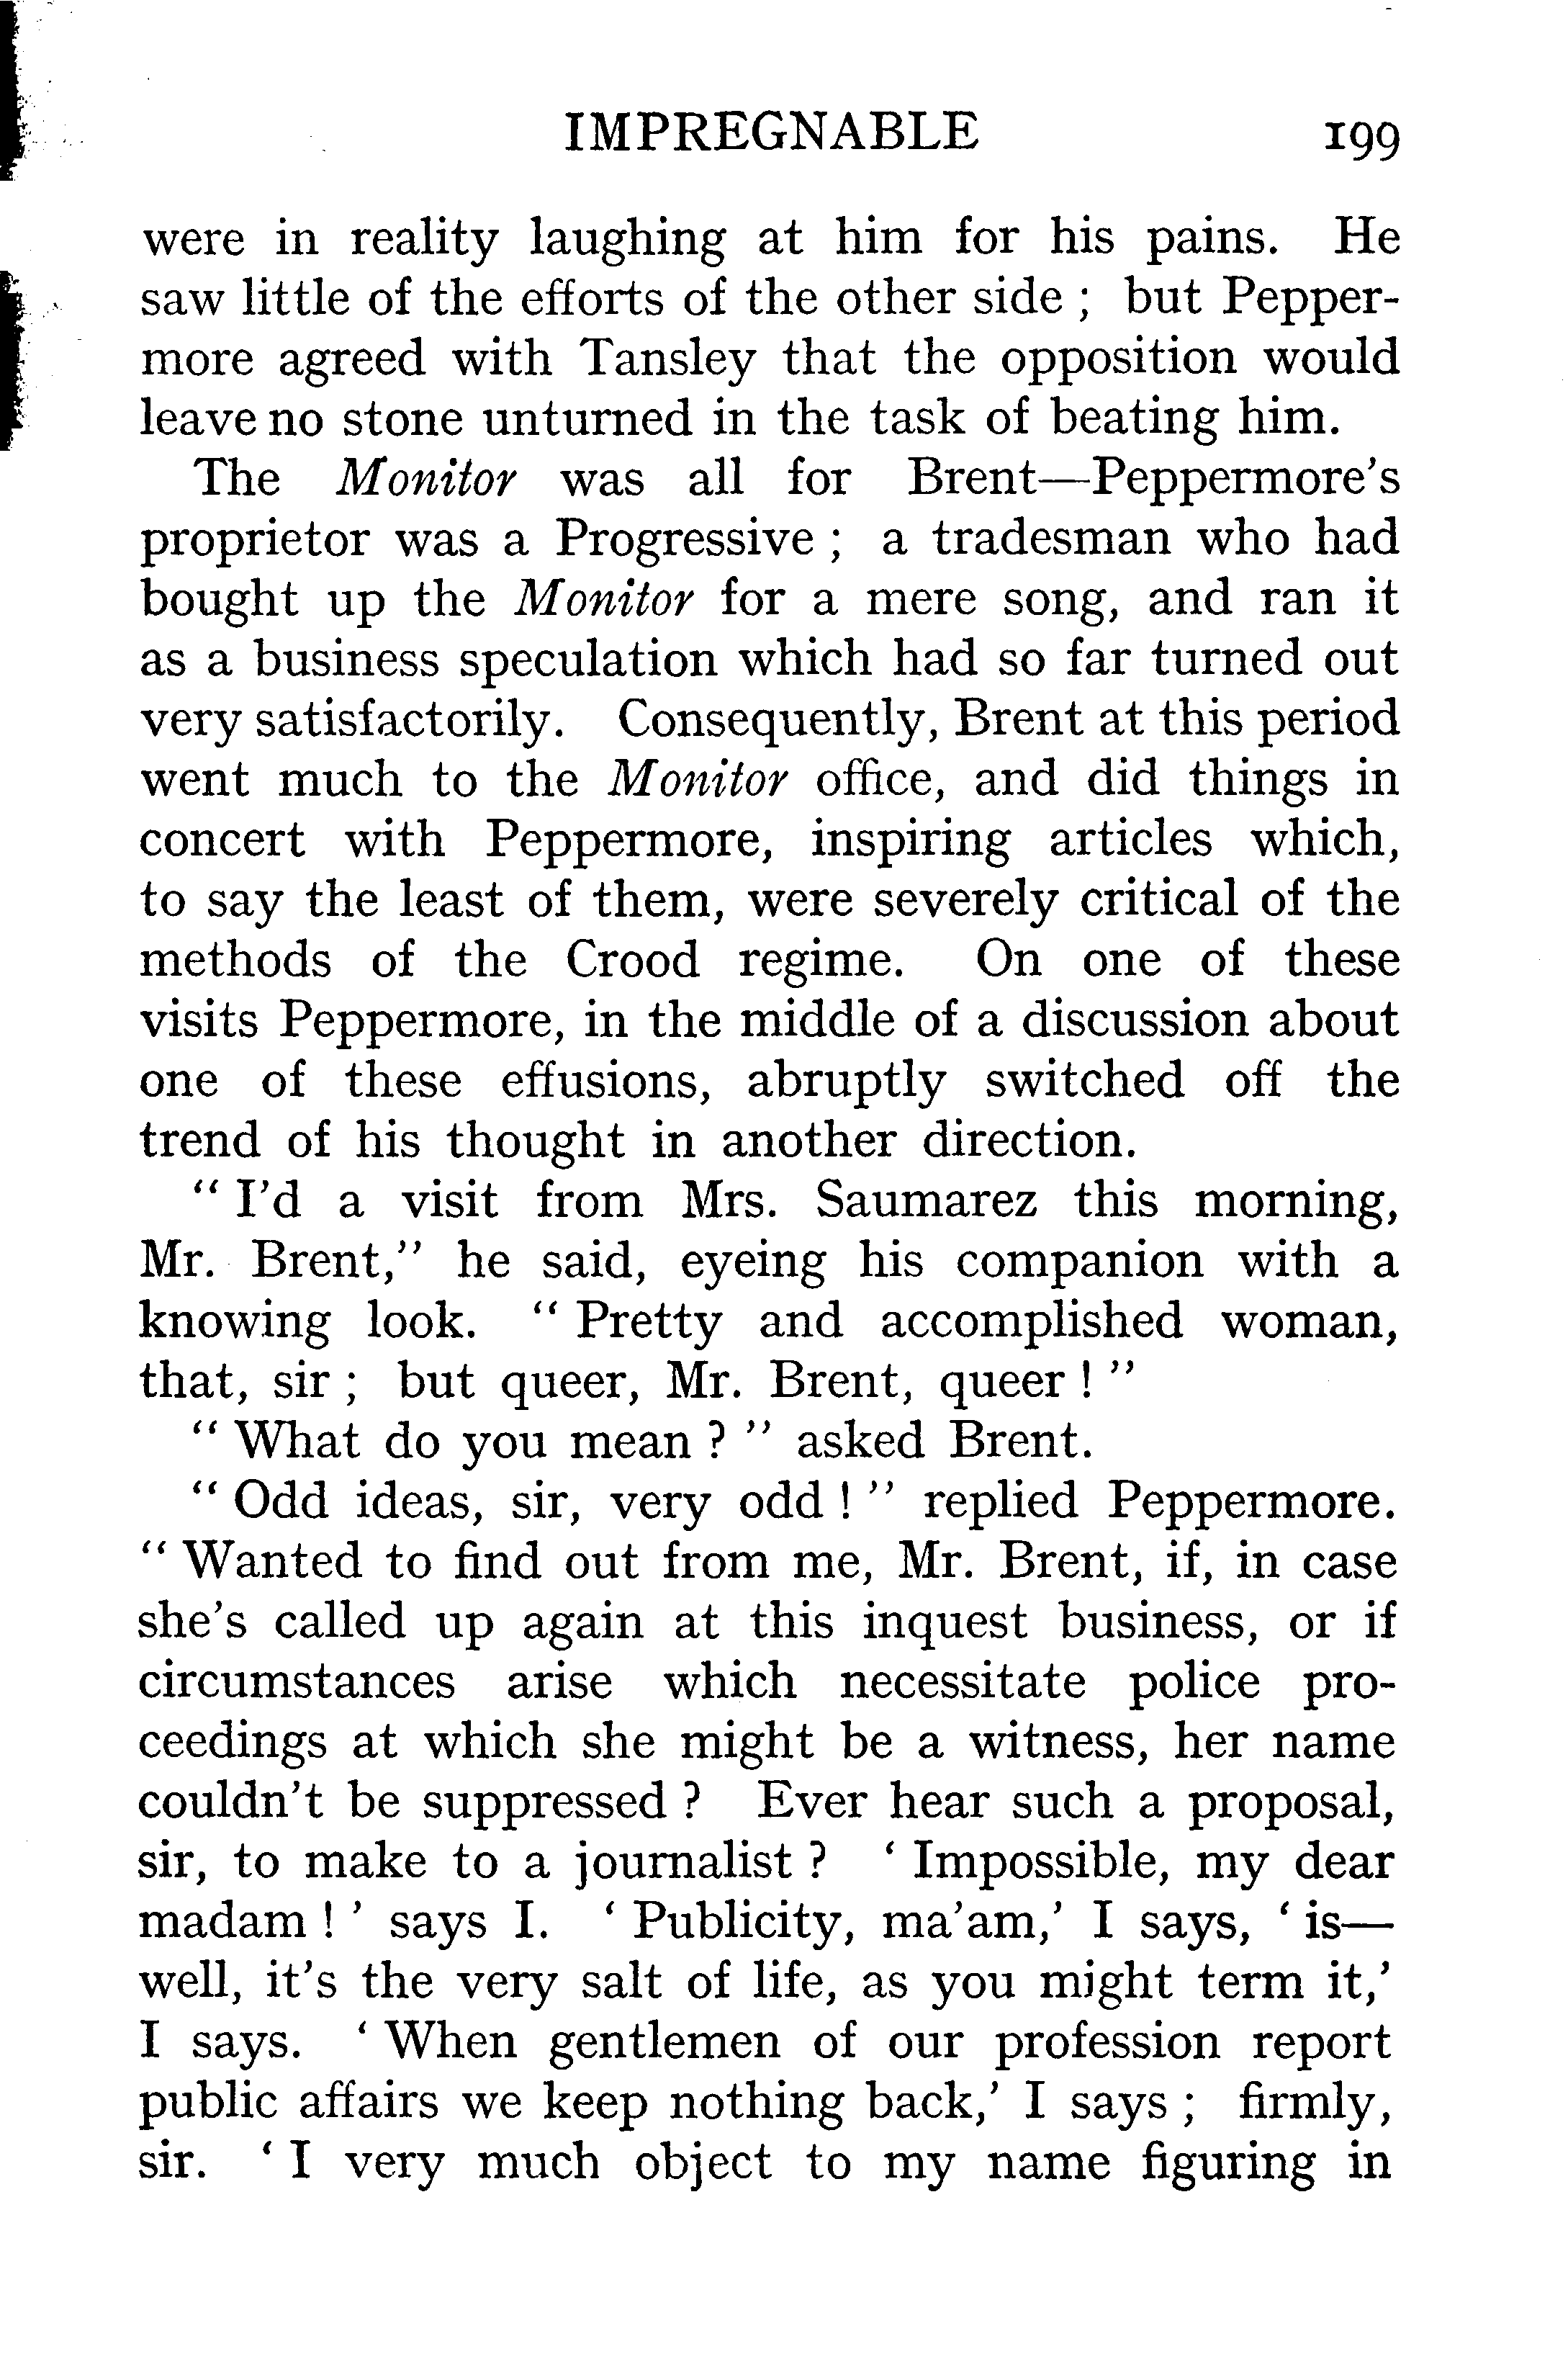 IMPREGNABLE 199
were in reality laughing at him for his pains. He
saw little of the efforts of the other side ; but Pepper-
more agreed with Tansley that the opposition would
leave no stone unturned in the task of beating him.
The Monitor was all for Brent—Peppermore's
proprietor was a Progressive ; a tradesman who had
bought up the Monitor for a mere song, and ran it
as a business speculation which had so far turned out
very satisfactorily. Consequently, Brent at this period
went much to the Monitor office, and did things in
concert with Peppermore, inspiring articles which,
to say the least of them, were severely critical of the
methods of the Crood regime. On one of these
visits Peppermore, in the middle of a discussion about
one of these effusions, abruptly switched off the
trend of his thought in another direction.
“ I'd a visit from Mrs. Saumarez this morning,
Mr. Brent,” he said, eyeing his companion with a
knowing look. “ Pretty and accomplished woman,
that, sir ; but queer, Mr. Brent, queer ! ”
“ What do you mean ? ” asked Brent.
“ Odd ideas, sir, very odd ! ” replied Peppermore.
“ Wanted to find out from me, Mr. Brent, if, in case
she's called up again at this inquest business, or if
circumstances arise which necessitate police pro-
ceedings at which she might be a witness, her name
couldn't be suppressed ? Ever hear such a proposal,
sir, to make to a journalist ? ‘ Impossible, my dear
madam ! ’ says I. ‘ Publicity, ma'am,’ I says, ‘ is—
well, it's the very salt of life, as you might term it,’
I says. ‘ When gentlemen of our profession report
public affairs we keep nothing back,’ I says ; firmly,
sir. ‘ I very much object to my name figuring in